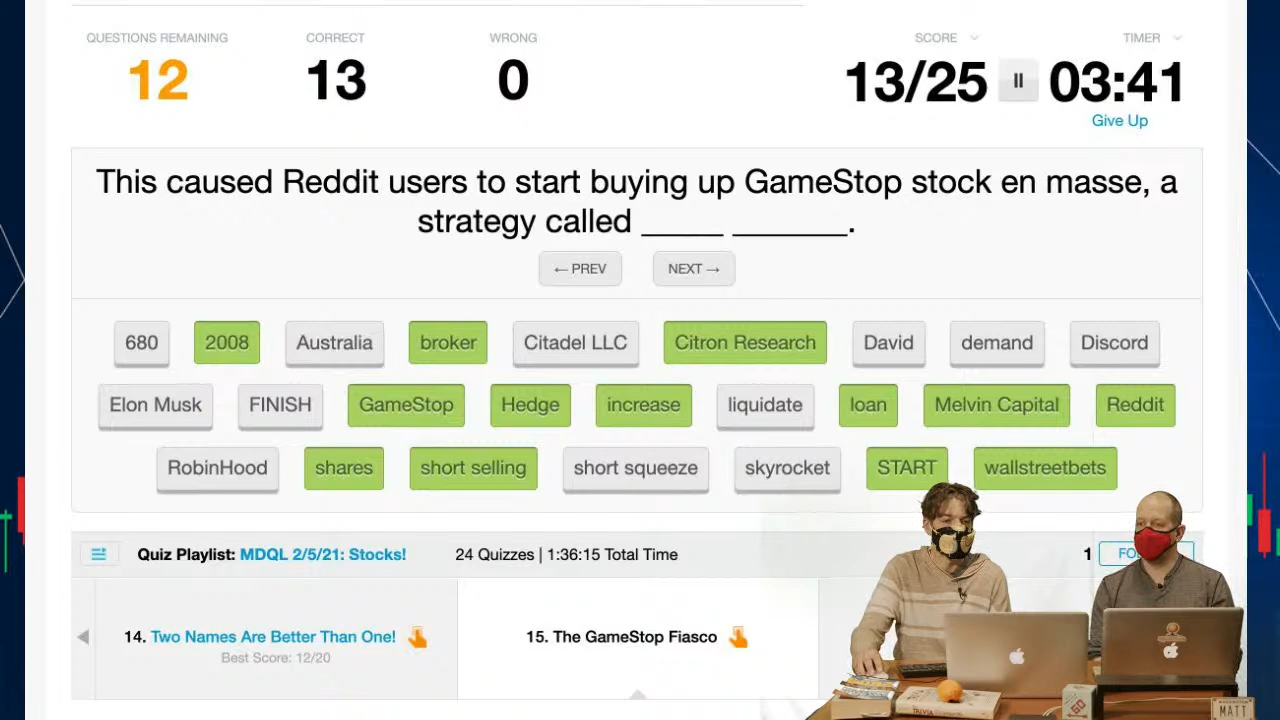 QUESTIONS REMAINING CORRECT WRONG SCORE TIMER
12 13 0 13/25 03:41
Give Up
This caused Reddit users to start buying up GameStop stock en masse, a
strategy called _____ _______.
← PREV NEXT →
680 2008 Australia broker Citadel LLC Citron Research David demand Discord
Elon Musk FINISH GameStop Hedge increase liquidate loan Melvin Capital Reddit
RobinHood shares short selling short squeeze skyrocket START wallstreetbets
Quiz Playlist: MDQL 2/5/21: Stocks! 24 Quizzes | 1:36:15 Total Time 1 FO
14. Two Names Are Better Than One! 15. The GameStop Fiasco
Best Score: 12/20
TRIVIA
GO
MATT